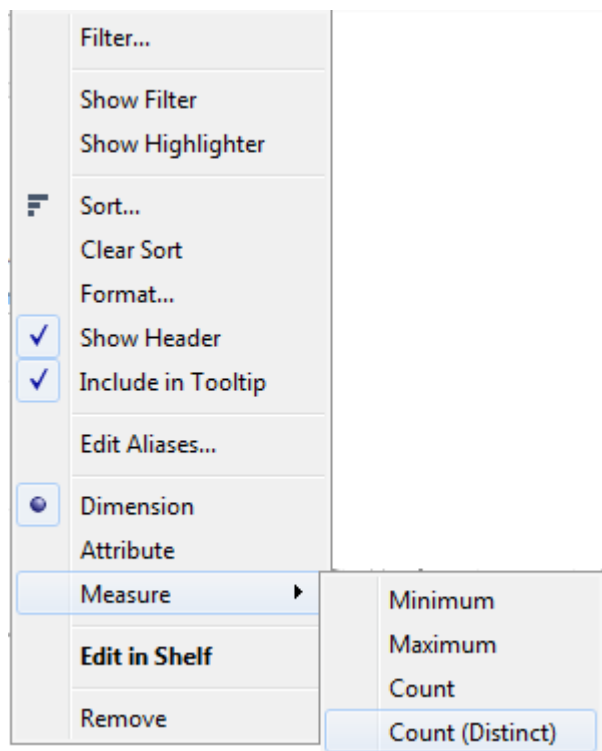 Filter...
Show Filter
Show Highlighter
Sort...
Clear Sort
Format...
Show Header
Include in Tooltip
Edit Aliases...
Dimension
Attribute
Measure
Edit in Shelf
Remove
Minimum
Maximum
Count
Count (Distinct)